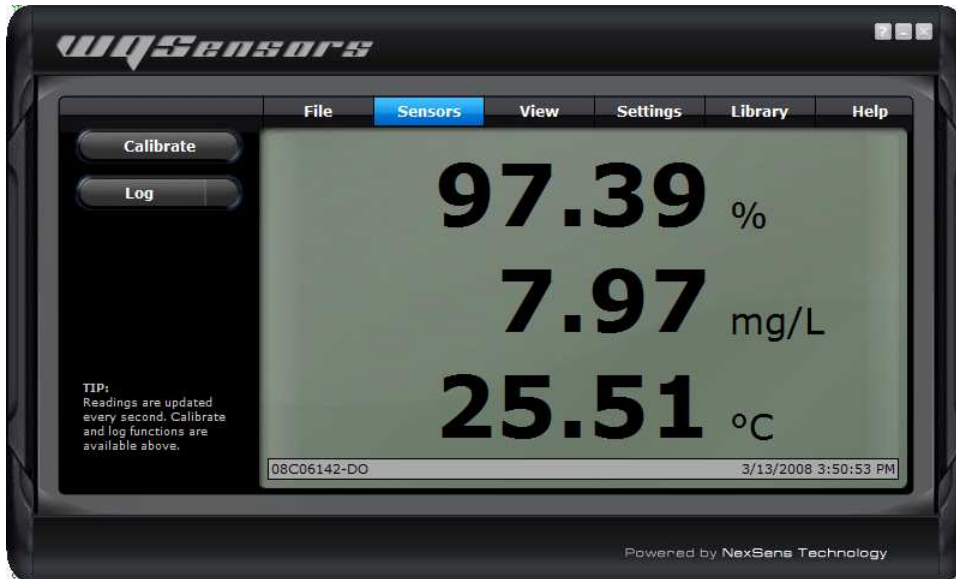 WQSensors
? - X
File Sensors View Settings Library Help
Calibrate
Log
97.39 %
7.97 mg/L
25.51 °C
TIP:
Readings are updated
every second. Calibrate
and log functions are
available above.
08C06142-DO 3/13/2008 3:50:53 PM
Powered by NexSens Technology